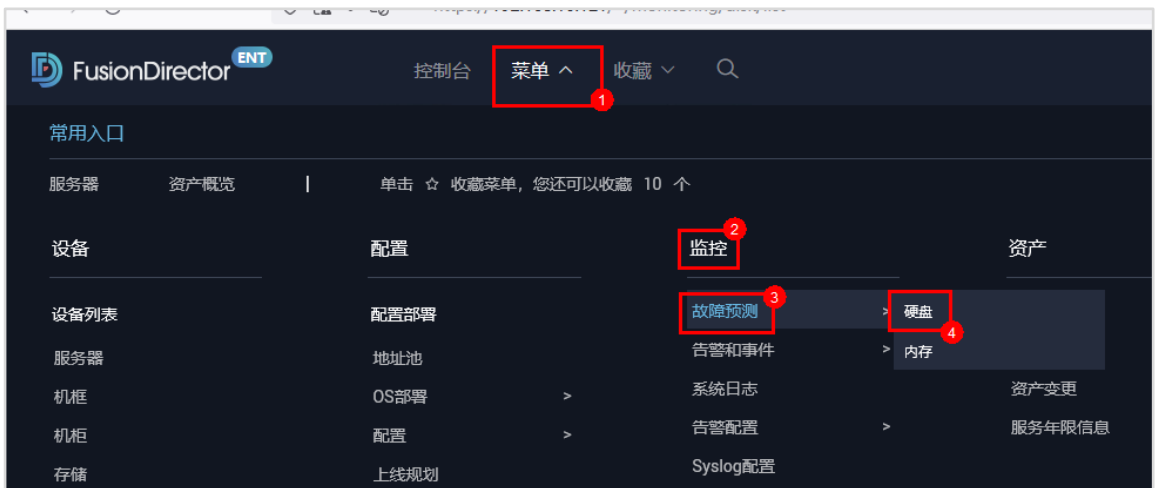 FusionDirector ENT 控制台 菜单 收藏
1
常用入口
服务器 资产概览 | 单击 ☆ 收藏菜单，您还可以收藏 10 个
2
设备 配置 监控 资产
3
设备列表 配置部署 故障预测 > 硬盘
4
服务器 地址池 告警和事件 > 内存
机框 OS部署 > 系统日志 资产变更
机柜 配置 > 告警配置 > 服务年限信息
存储 上线规划 Syslog配置